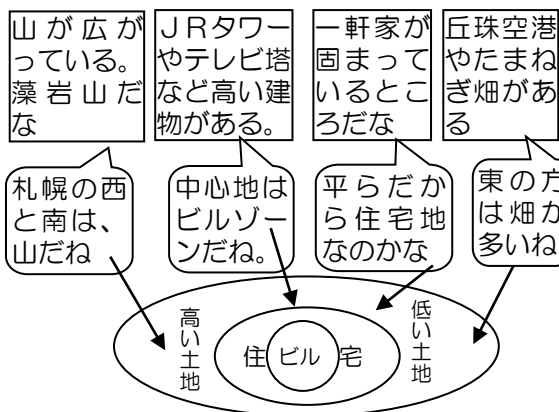 山が広が
っている。
藻岩山だ
な
JRタワー
やテレビ塔
など高い建
物がある。
一軒家が
固まって
いるとこ
ろだな
丘珠空港
やたまね
ぎ畑があ
る
札幌の西
と南は、
山だね
中心地は
ビルゾー
ンだね。
平らだか
ら住宅地
なのかな
東の方
は畑が
多いね
高い土地
住 ビル 宅
低い土地